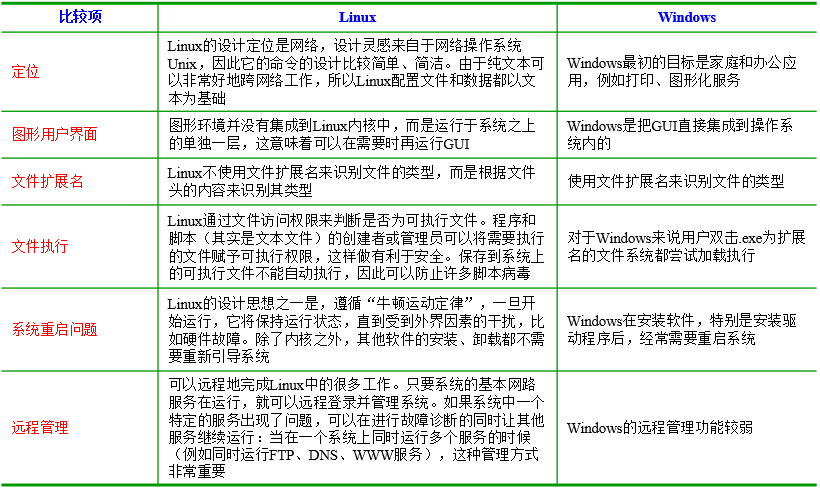 比较项 Linux Windows
定位
Linux的设计定位是网络，设计灵感来自于网络操作系统
Unix，因此它的命令的设计比较简单、简洁。由于纯文本可
以非常好地跨网络工作，所以Linux配置文件和数据都以文
本为基础
Windows最初的目标是家庭和办公应
用，例如打印、图形化服务
图形用户界面
图形环境并没有集成到Linux内核中，而是运行于系统之上
的单独一层，这意味着可以在需要时再运行GUI
Windows是把GUI直接集成到操作系
统内的
文件扩展名
Linux不使用文件扩展名来识别文件的类型，而是根据文件
头的内容来识别其类型
使用文件扩展名来识别文件的类型
文件执行
Linux通过文件访问权限来判断是否为可执行文件。程序和
脚本（其实是文本文件）的创建者或管理员可以将需要执行
的文件赋予可执行权限，这样做有利于安全。保存到系统上
的可执行文件不能自动执行，因此可以防止许多脚本病毒
对于Windows来说用户双击.exe为扩展
名的文件系统都尝试加载执行
系统重启问题
Linux的设计思想之一是，遵循“牛顿运动定律”，一旦开
始运行，它将保持运行状态，直到受到外界因素的干扰，比
如硬件故障。除了内核之外，其他软件的安装、卸载都不需
要重新引导系统
Windows在安装软件，特别是安装驱
动程序后，经常需要重启系统
远程管理
可以远程地完成Linux中的很多工作。只要系统的基本网路
服务在运行，就可以远程登录并管理系统。如果系统中一个
特定的服务出现了问题，可以在进行故障诊断的同时让其他
服务继续运行：当在一个系统上同时运行多个服务的时候
（例如同时运行FTP、DNS、WWW服务），这种管理方式
非常重要
Windows的远程管理功能较弱